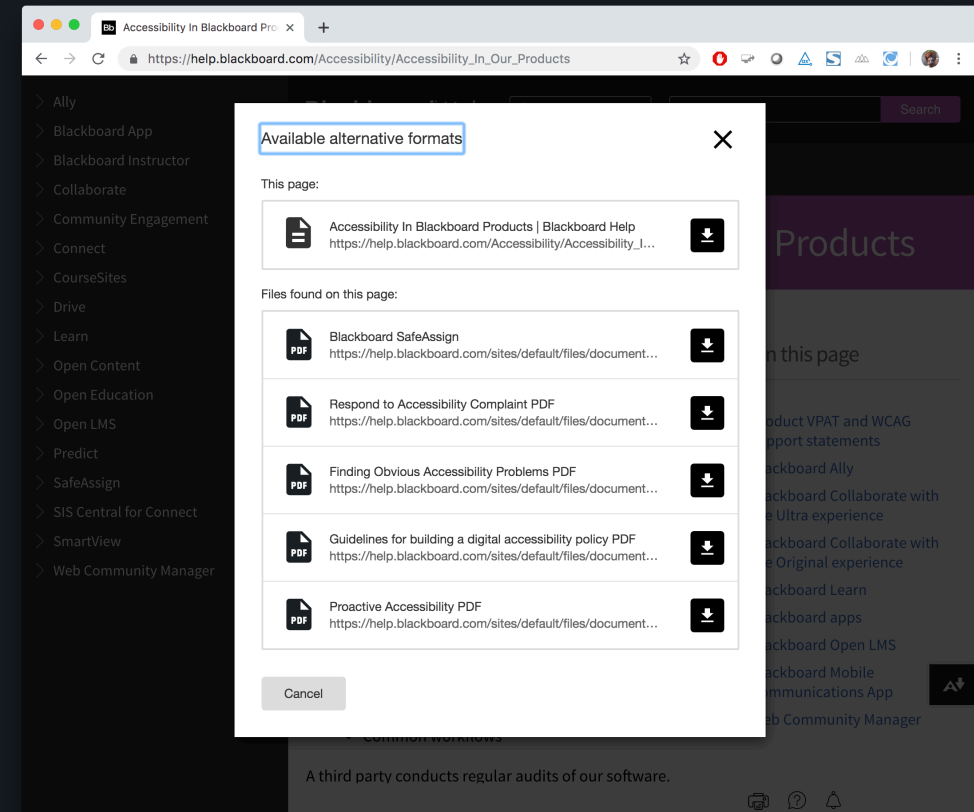 Bb Accessibility In Blackboard Pro
https://help.blackboard.com/Accessibility/Accessibility_In_Our_Products
Ally
Blackboard App
Blackboard Instructor
Collaborate
Community Engagement
Connect
CourseSites
Drive
Learn
Open Content
Open Education
Open LMS
Predict
SafeAssign
SIS Central for Connect
SmartView
Web Community Manager
Search
Available alternative formats
This page:
Accessibility In Blackboard Products | Blackboard Help
https://help.blackboard.com/Accessibility/Accessibility_I...
Files found on this page:
PDF
Blackboard SafeAssign
https://help.blackboard.com/sites/default/files/document...
PDF
Respond to Accessibility Complaint PDF
https://help.blackboard.com/sites/default/files/document...
PDF
Finding Obvious Accessibility Problems PDF
https://help.blackboard.com/sites/default/files/document...
PDF
Guidelines for building a digital accessibility policy PDF
https://help.blackboard.com/sites/default/files/document...
PDF
Proactive Accessibility PDF
https://help.blackboard.com/sites/default/files/document...
Cancel
Products
n this page
oduct VPAT and WCAG
pport statements
ackboard Ally
ackboard Collaborate with
e Ultra experience
ackboard Collaborate with
e Original experience
ackboard Learn
ackboard apps
ackboard Open LMS
ackboard Mobile
mmunications App
eb Community Manager
Common workflows
A third party conducts regular audits of our software.